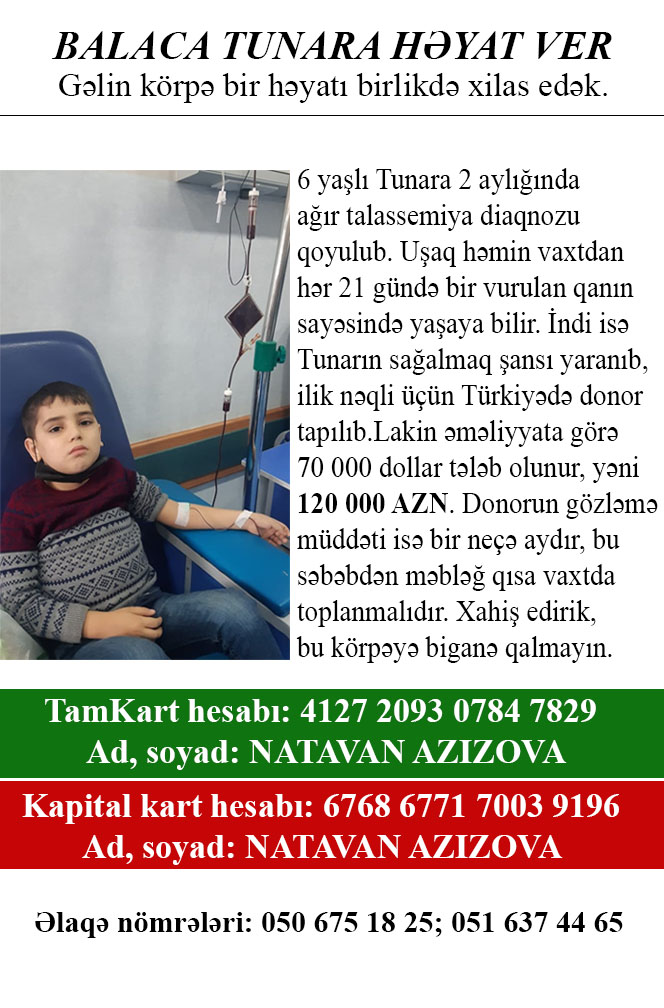 BALACA TUNARA HƏYAT VER
Gəlin körpə bir həyatı birlikdə xilas edək.
6 yaşlı Tunara 2 aylığında
ağır talassemiya diaqnozu
qoyulub. Uşaq həmin vaxtdan
hər 21 gündə bir vurulan qanın
sayəsində yaşaya bilir. İndi isə
Tunarın sağalmaq şansı yaranıb,
ilik nəqli üçün Türkiyədə donor
tapılıb.Lakin əməliyyata görə
70 000 dollar tələb olunur, yəni
120 000 AZN. Donorun gözləmə
müddəti isə bir neçə aydır, bu
səbəbdən məbləğ qısa vaxtda
toplanmalıdır. Xahiş edirik,
bu körpəyə biganə qalmayın.
TamKart hesabı: 4127 2093 0784 7829
Ad, soyad: NATAVAN AZIZOVA
Kapital kart hesabı: 6768 6771 7003 9196
Ad, soyad: NATAVAN AZIZOVA
Əlaqə nömrələri: 050 675 18 25; 051 637 44 65